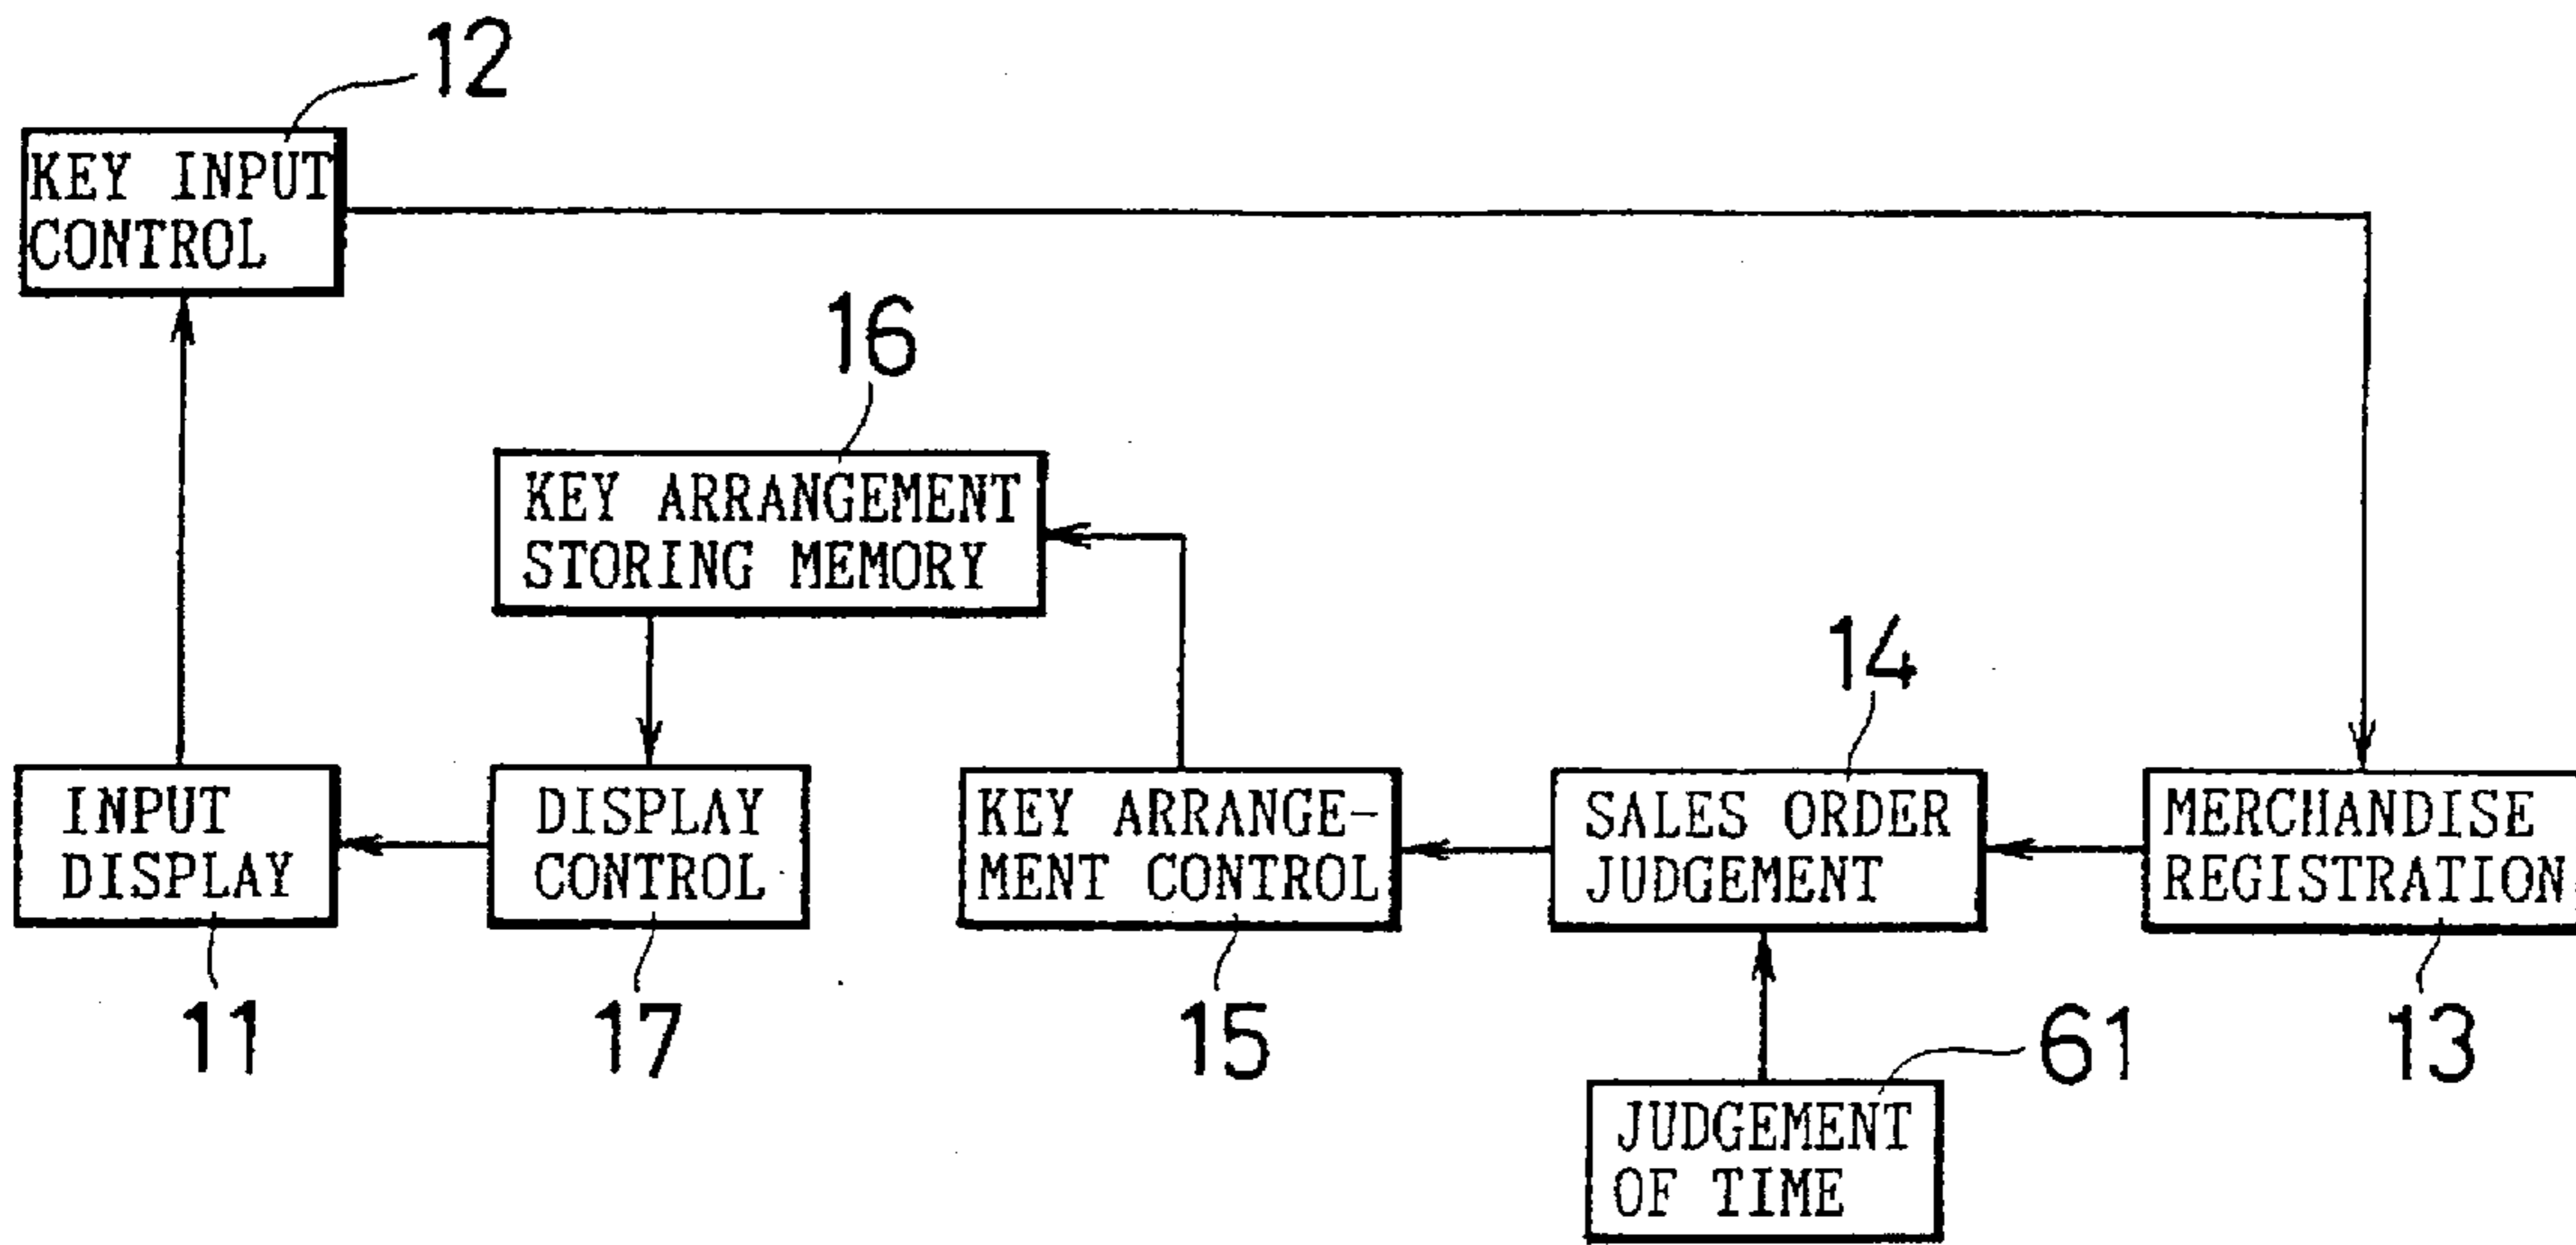 12
KEY INPUT
CONTROL
16
KEY ARRANGEMENT
STORING MEMORY
14
INPUT
DISPLAY
DISPLAY
CONTROL
KEY ARRANGE-
MENT CONTROL
SALES ORDER
JUDGEMENT
MERCHANDISE
REGISTRATION
11
17
15
61
13
JUDGEMENT
OF TIME